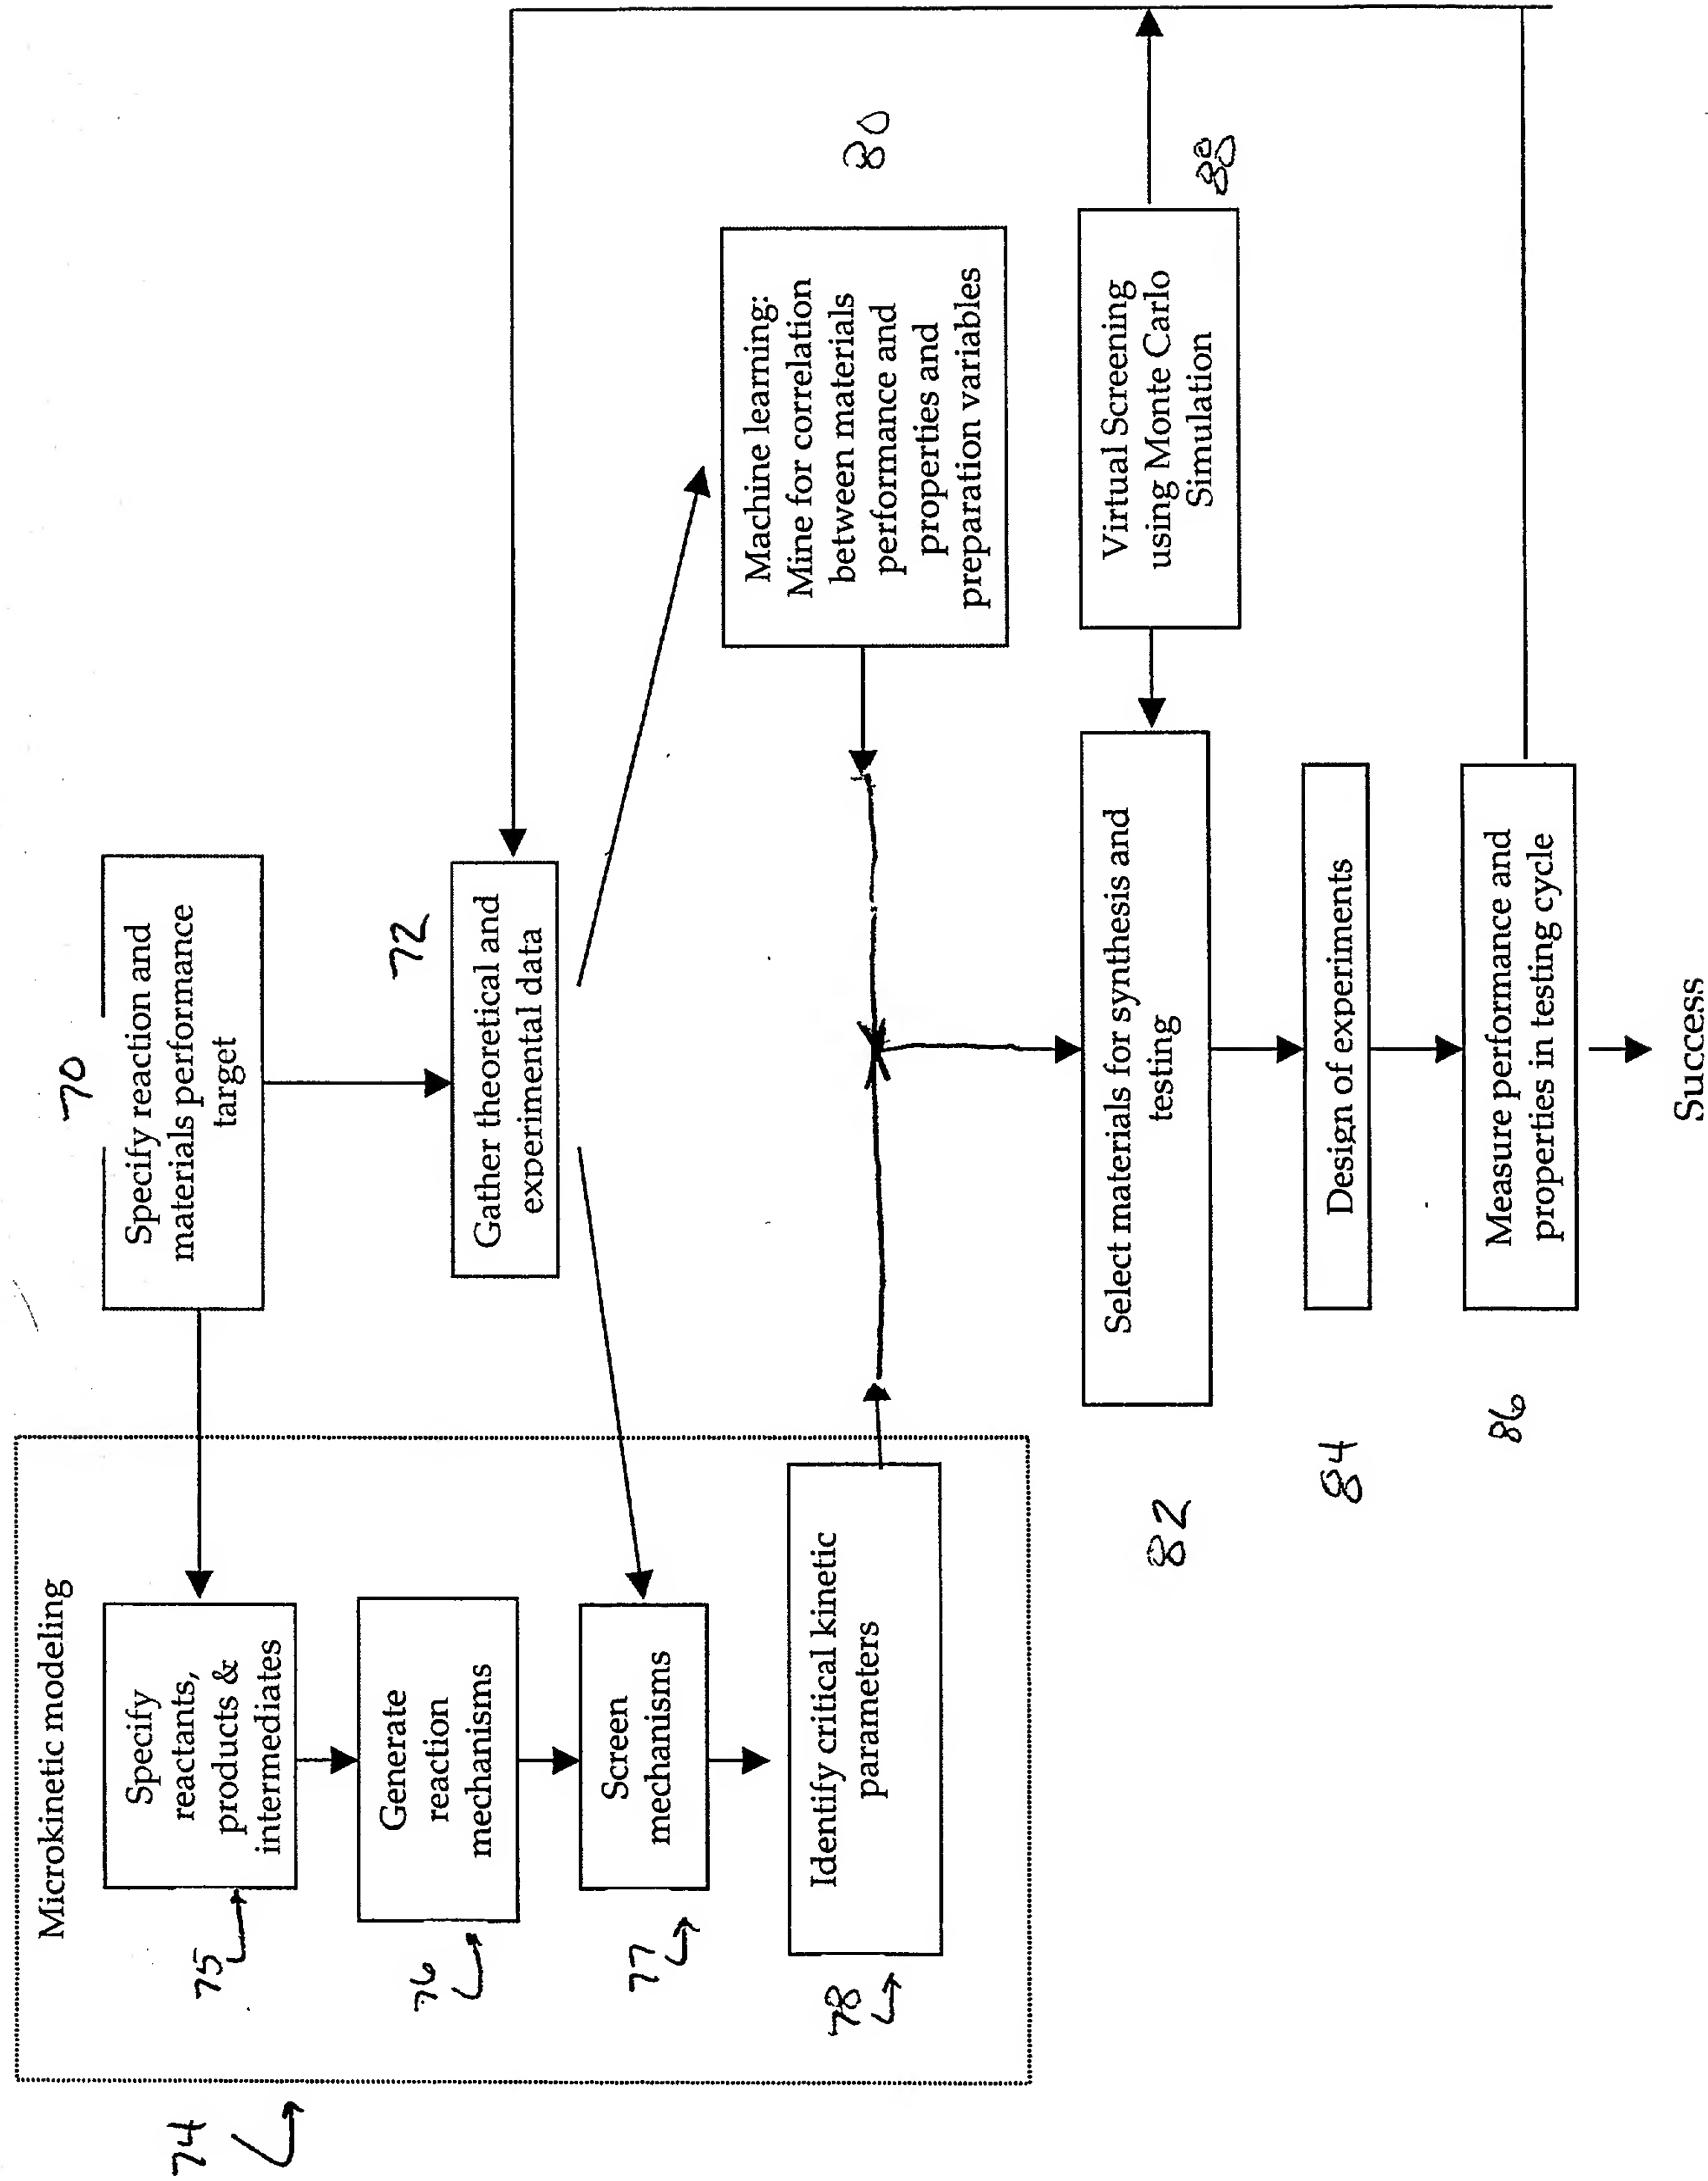 74
Microkinetic modeling
75
Specify
reactants,
products &
intermediates
76
Generate
reaction
mechanisms
77
Screen
mechanisms
78
Identify critical kinetic
parameters
70
Specify reaction and
materials performance
target
72
Gather theoretical and
experimental data
80
Machine learning:
Mine for correlation
between materials
performance and
properties and
preparation variables
82
Select materials for synthesis and
testing
88
Virtual Screening
using Monte Carlo
Simulation
84
Design of experiments
86
Measure performance and
properties in testing cycle
Success